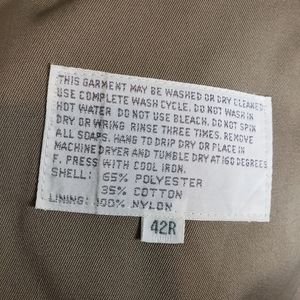 THIS GARMENT MAY BE WASHED OR DRY CLEANED.
USE COMPLETE WASH CYCLE. DO NOT WASH IN
HOT WATER DO NOT USE BLEACH. DO NOT SPIN
DRY OR WRING RINSE THREE TIMES. REMOVE
ALL SOAPS. HANG TO DRIP DRY OR PLACE IN
MACHINE DRYER AND TUMBLE DRY AT 160 DEGREES
F. PRESS WITH COOL IRON.
SHELL: 65% POLYESTER
35% COTTON
LINING: 100% NYLON
42R